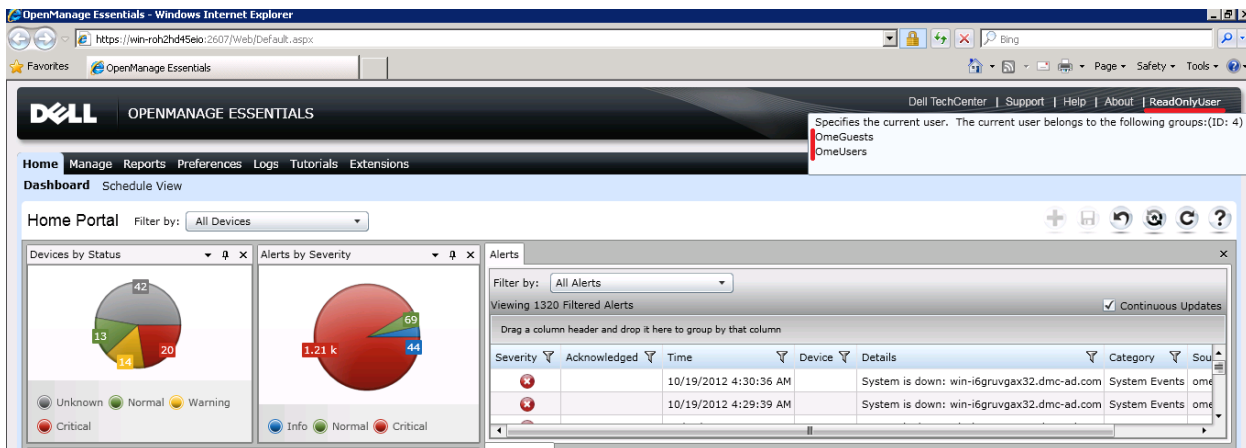 OpenManage Essentials - Windows Internet Explorer
https://win-roh2hd45eio:2607/Web/Default.aspx
Bing
Favorites OpenManage Essentials
Page Safety Tools
DELL OPENMANAGE ESSENTIALS
Dell TechCenter | Support | Help | About | ReadOnlyUser
Specifies the current user. The current user belongs to the following groups:(ID: 4)
OmeGuests
OmeUsers
Home Manage Reports Preferences Logs Tutorials Extensions
Dashboard Schedule View
Home Portal Filter by: All Devices
Devices by Status
42
13
14
20
Unknown Normal Warning
Critical
Alerts by Severity
69
1.21 k
44
Info Normal Critical
Alerts
Filter by: All Alerts
Viewing 1320 Filtered Alerts Continuous Updates
Drag a column header and drop it here to group by that column
Severity Acknowledged Time Device Details Category Sou
10/19/2012 4:30:36 AM System is down: win-i6gruvgax32.dmc-ad.com System Events ome
10/19/2012 4:29:39 AM System is down: win-i6gruvgax32.dmc-ad.com System Events ome